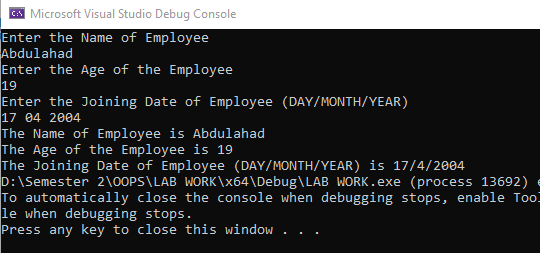 Microsoft Visual Studio Debug Console
Enter the Name of Employee
Abdulahad
Enter the Age of the Employee
19
Enter the Joining Date of Employee (DAY/MONTH/YEAR)
17 04 2004
The Name of Employee is Abdulahad
The Age of the Employee is 19
The Joining Date of Employee (DAY/MONTH/YEAR) is 17/4/2004
D:\Semester 2\OOPS\LAB WORK\x64\Debug\LAB WORK.exe (process 13692) e
To automatically close the console when debugging stops, enable Tool
le when debugging stops.
Press any key to close this window . . .